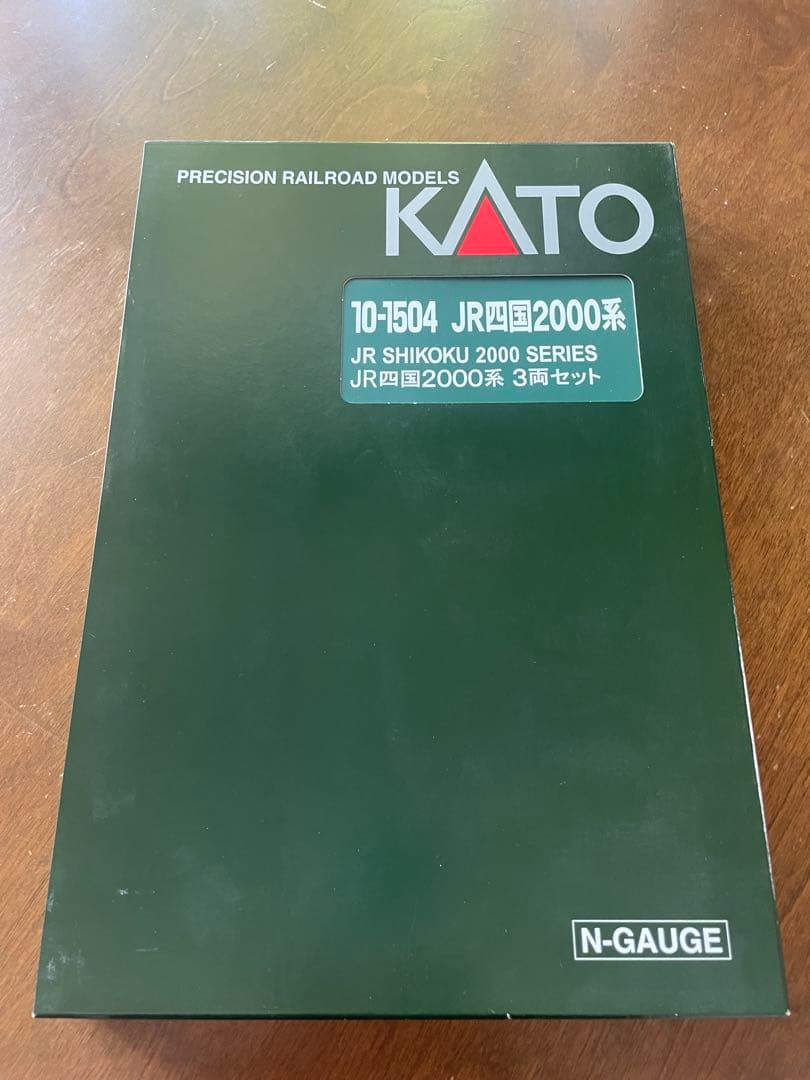 PRECISION RAILROAD MODELS
KATO
10-1504 JR四国2000系
JR SHIKOKU 2000 SERIES
JR四国2000系 3両セット
N-GAUGE